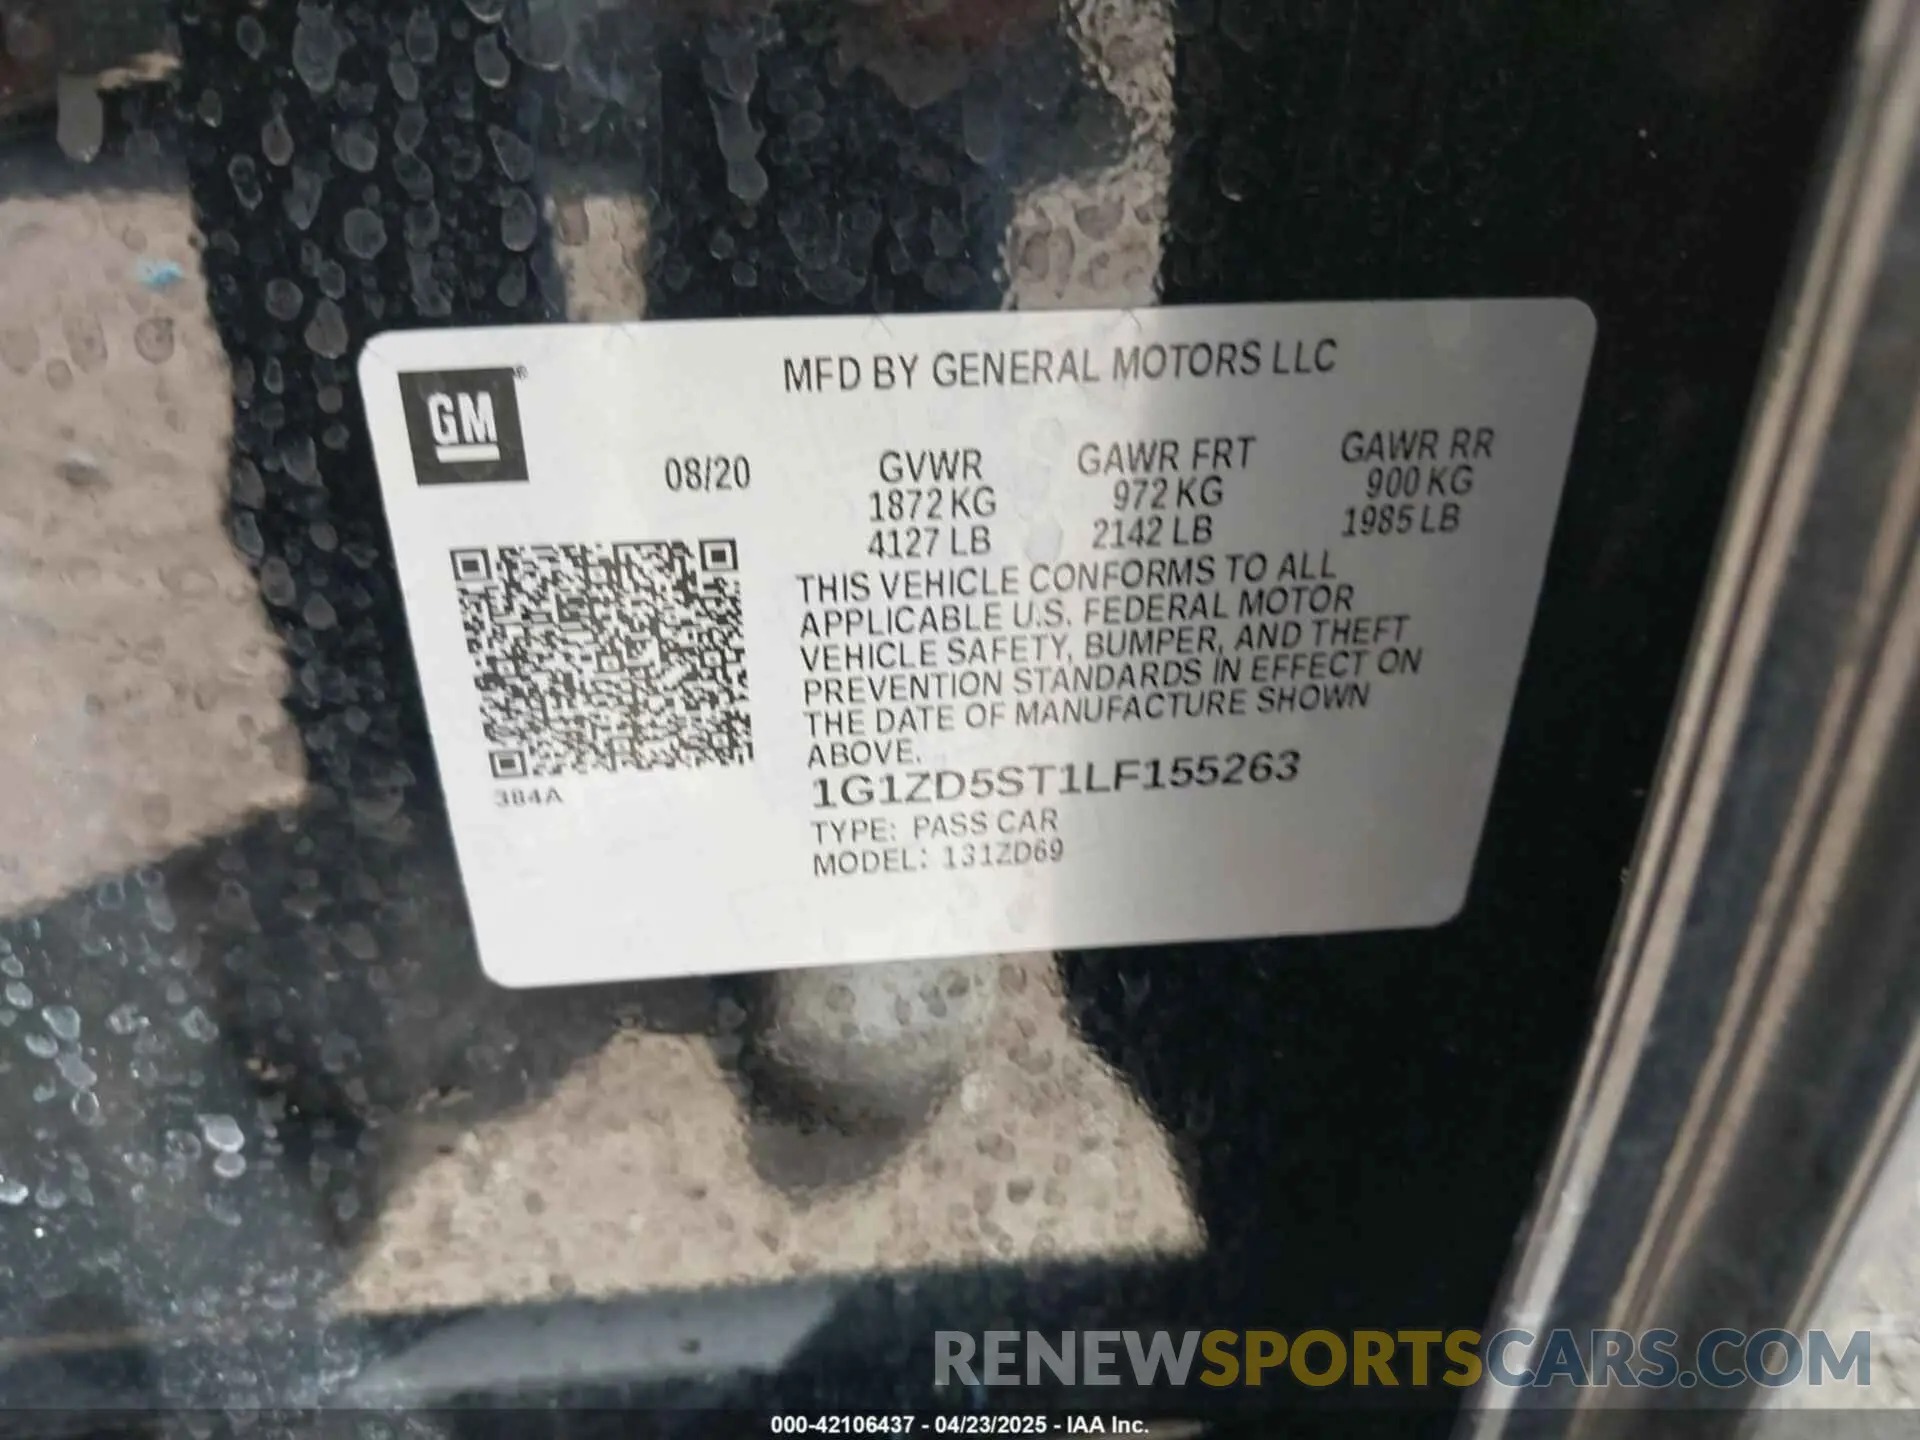 MFD BY GENERAL MOTORS LLC
GM®
08/20
GVWR GAWR FRT GAWR RR
1872 KG 972 KG 900 KG
4127 LB 2142 LB 1985 LB
THIS VEHICLE CONFORMS TO ALL
APPLICABLE U.S. FEDERAL MOTOR
VEHICLE SAFETY, BUMPER, AND THEFT
PREVENTION STANDARDS IN EFFECT ON
THE DATE OF MANUFACTURE SHOWN
ABOVE.
1G1ZD5ST1LF155263
384A
TYPE: PASS CAR
MODEL: 131ZD69
RENEWSPORTSCARS.COM
000-42106437 - 04/23/2025 - IAA Inc.